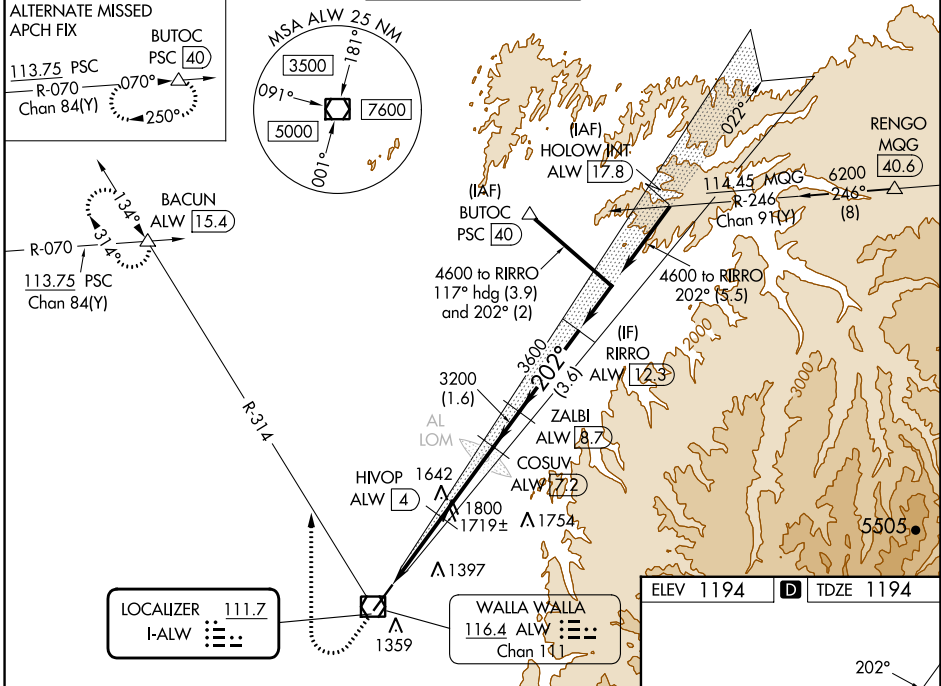 ALTERNATE MISSED
APCH FIX
BUTOC
PSC 40
113.75 PSC
R-070
Chan 84(Y)
070°
250°
MSA ALW 25 NM
3500
181°
091°
7600
5000
001°
BACUN
ALW 15.4
134°
314°
R-070
113.75 PSC
Chan 84(Y)
R-314
(IAF)
HOLOW INT
ALW 17.8
022°
RENGO
MQG
40.6
114.45 MQG
R-246
Chan 91(Y)
6200
246°
(8)
(IAF)
BUTOC
PSC 40
4600 to RIRRO
117° hdg (3.9)
and 202° (2)
4600 to RIRRO
202° (5.5)
(IF)
RIRRO
ALW 12.3
3600
202°
(3.6)
3200
(1.6)
2000
3000
ZALBI
ALW 8.7
AL
LOM
COSUV
ALW 7.2
HIVOP
ALW 4
1642
1800
1719±
1754
5505
1397
1359
LOCALIZER 111.7
I-ALW
WALLA WALLA
116.4 ALW
Chan 111
ELEV 1194
D
TDZE 1194
202°